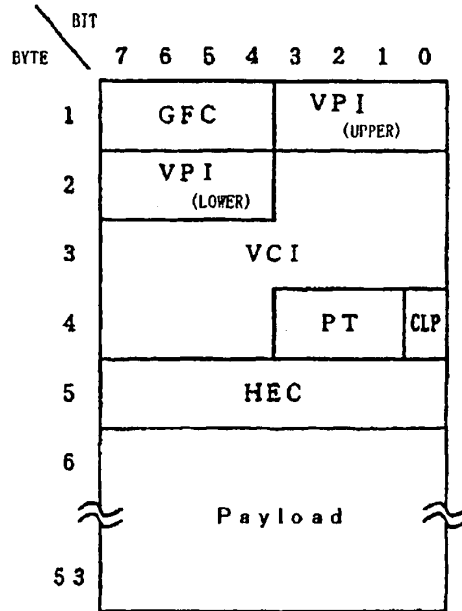 BIT
BYTE 7 6 5 4 3 2 1 0
1 GFC VPI
(UPPER)
2 VPI
(LOWER)
3 VCI
4 PT CLP
5 HEC
6
Payload
53